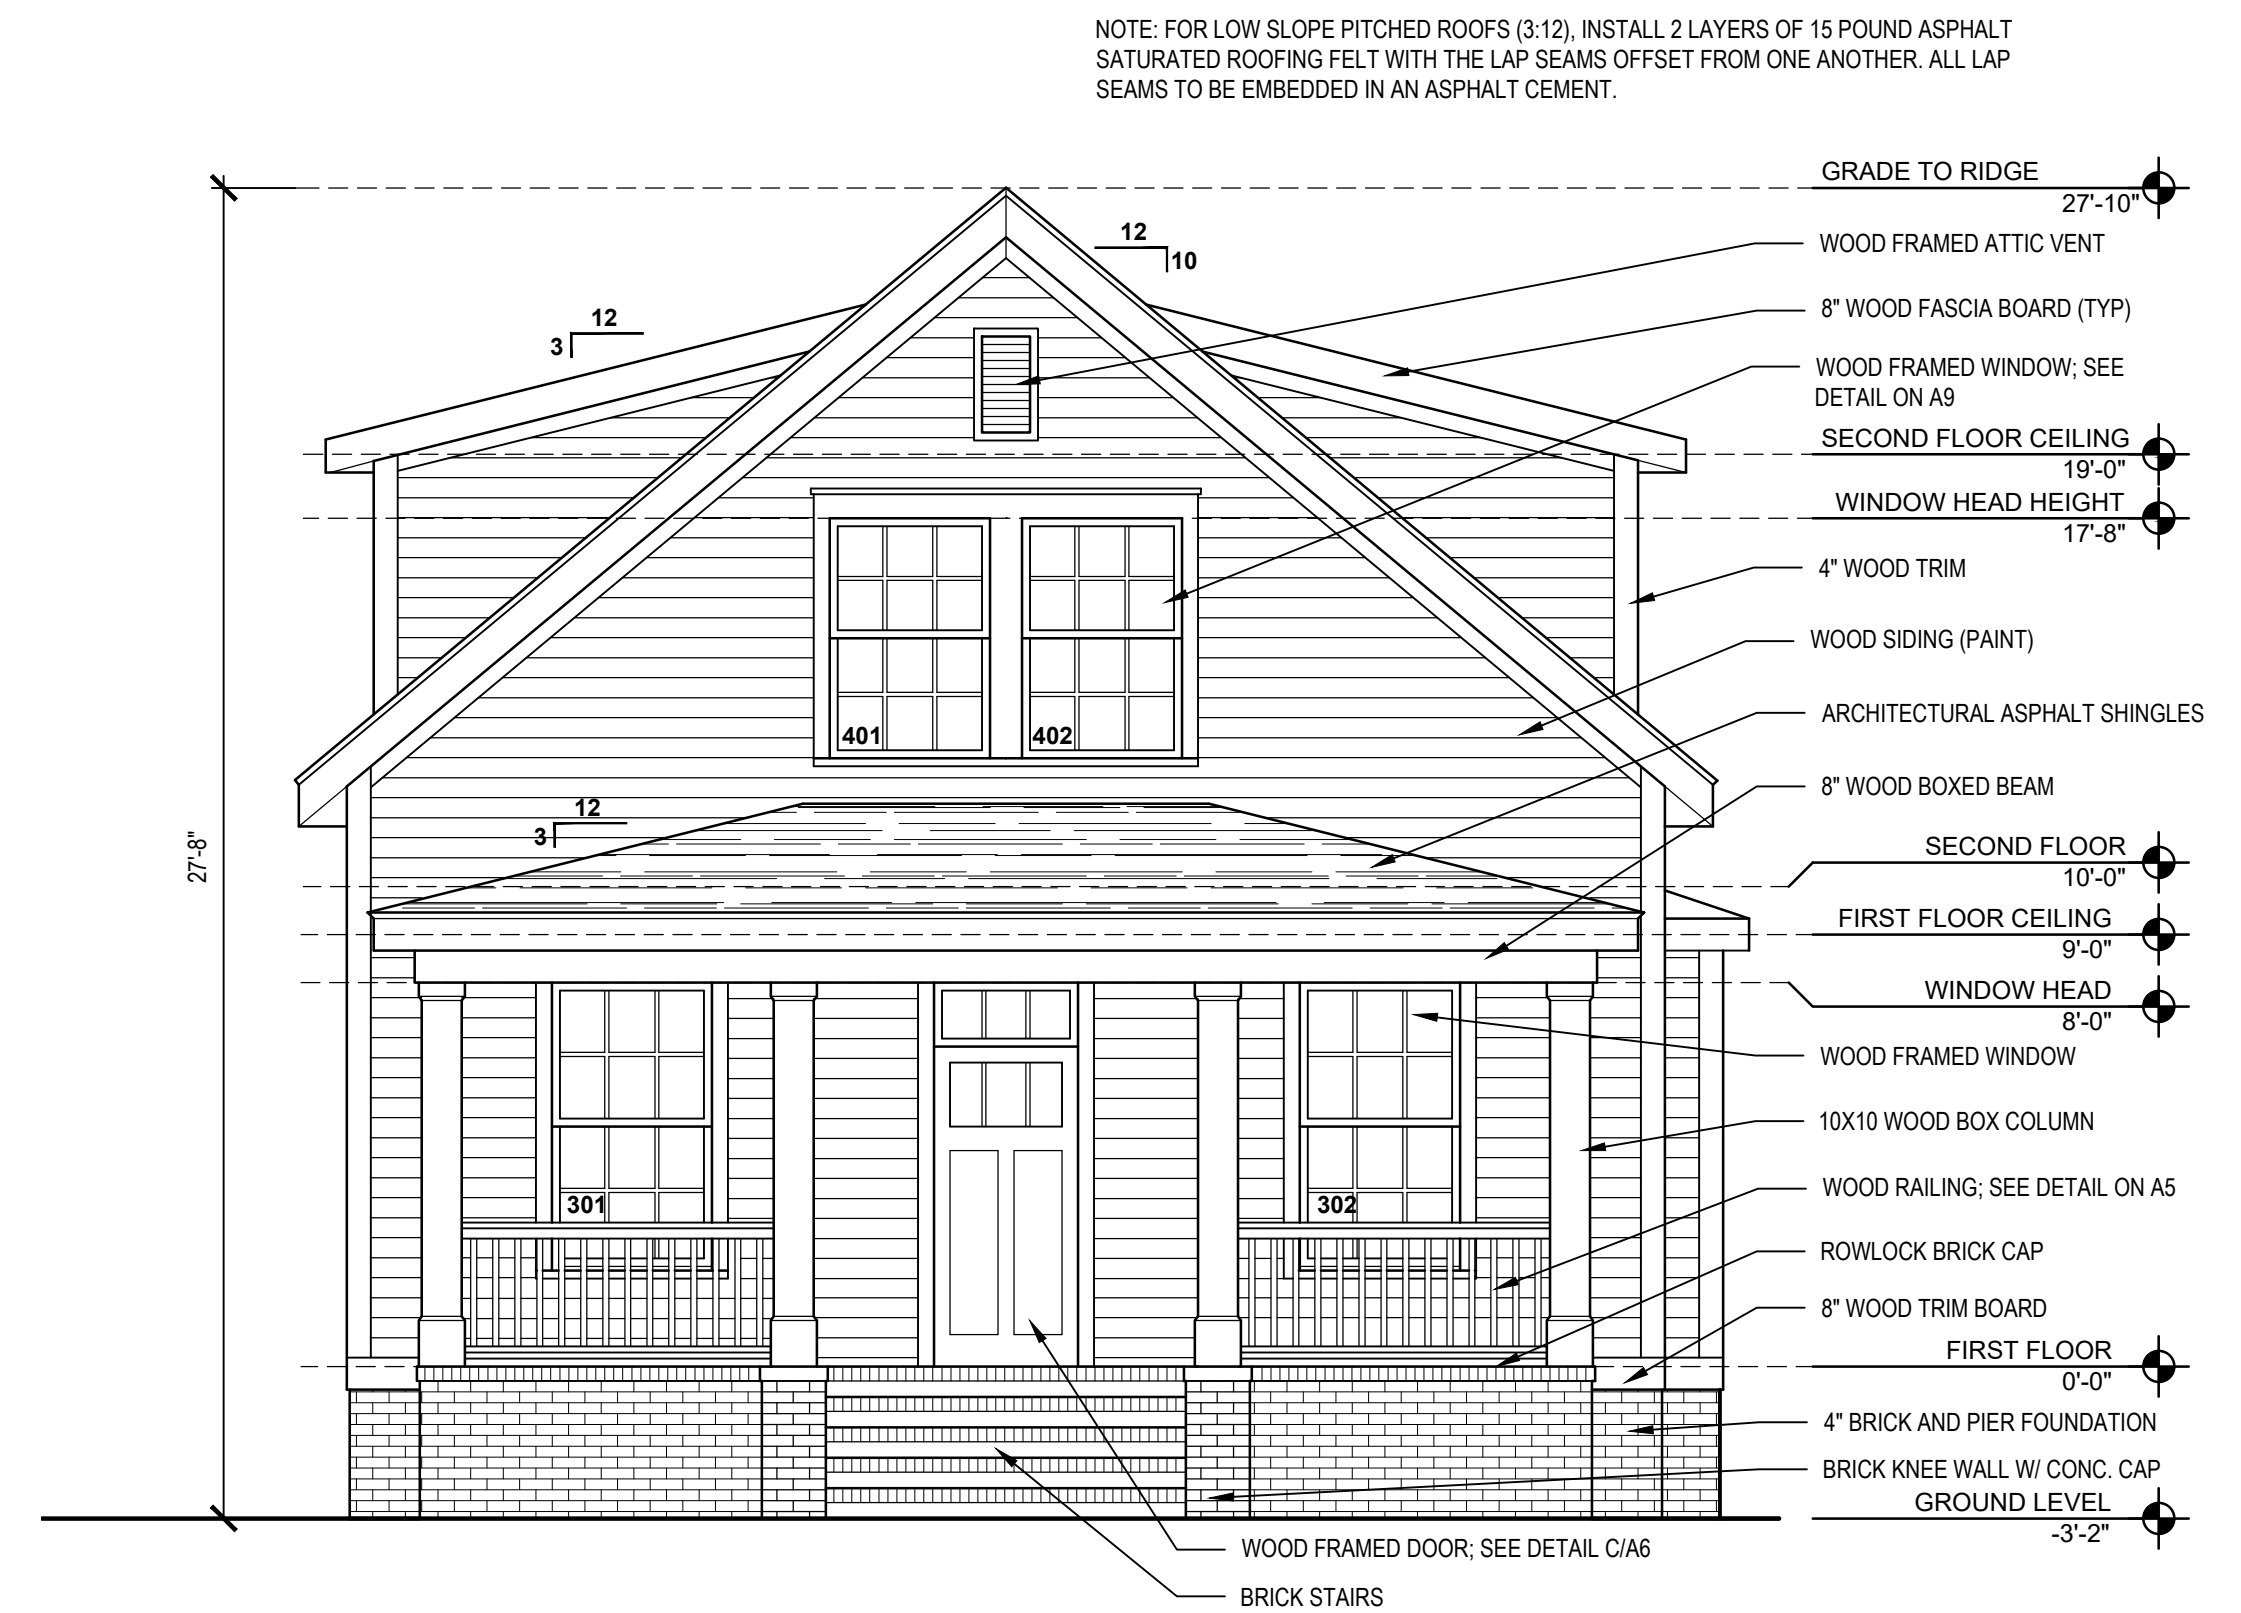 NOTE: FOR LOW SLOPE PITCHED ROOFS (3:12), INSTALL 2 LAYERS OF 15 POUND ASPHALT
SATURATED ROOFING FELT WITH THE LAP SEAMS OFFSET FROM ONE ANOTHER. ALL LAP
SEAMS TO BE EMBEDDED IN AN ASPHALT CEMENT.
GRADE TO RIDGE
27'-10"
12
10
WOOD FRAMED ATTIC VENT
8" WOOD FASCIA BOARD (TYP)
12
3
WOOD FRAMED WINDOW; SEE
DETAIL ON A9
SECOND FLOOR CEILING
19'-0"
WINDOW HEAD HEIGHT
17'-8"
4" WOOD TRIM
WOOD SIDING (PAINT)
ARCHITECTURAL ASPHALT SHINGLES
401
402
8" WOOD BOXED BEAM
12
3
27'-8"
SECOND FLOOR
10'-0"
FIRST FLOOR CEILING
9'-0"
WINDOW HEAD
8'-0"
WOOD FRAMED WINDOW
10X10 WOOD BOX COLUMN
WOOD RAILING; SEE DETAIL ON A5
301
302
ROWLOCK BRICK CAP
8" WOOD TRIM BOARD
FIRST FLOOR
0'-0"
4" BRICK AND PIER FOUNDATION
BRICK KNEE WALL W/ CONC. CAP
GROUND LEVEL
-3'-2"
WOOD FRAMED DOOR; SEE DETAIL C/A6
BRICK STAIRS